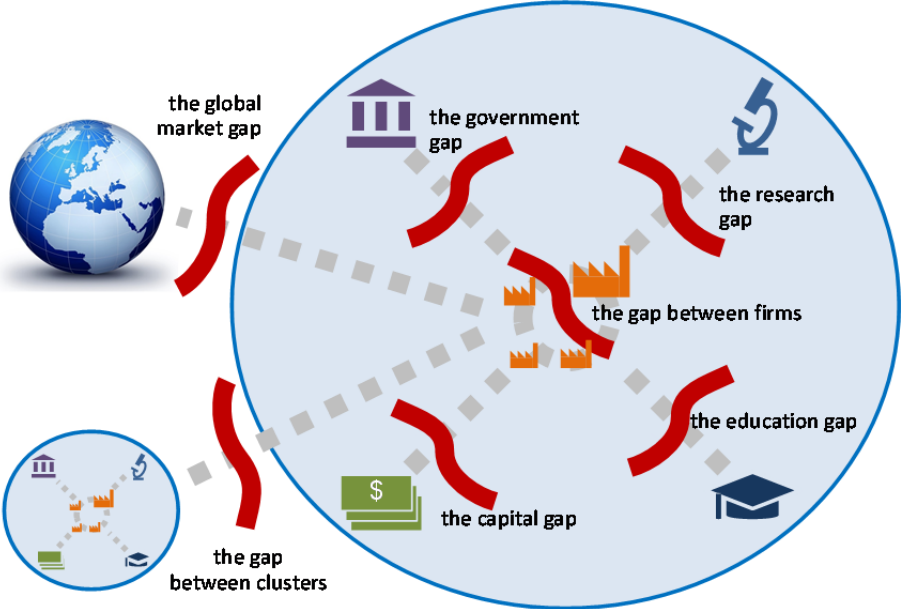 the global
market gap
the government
gap
the research
gap
the gap between firms
the education gap
$
the capital gap
the gap
between clusters